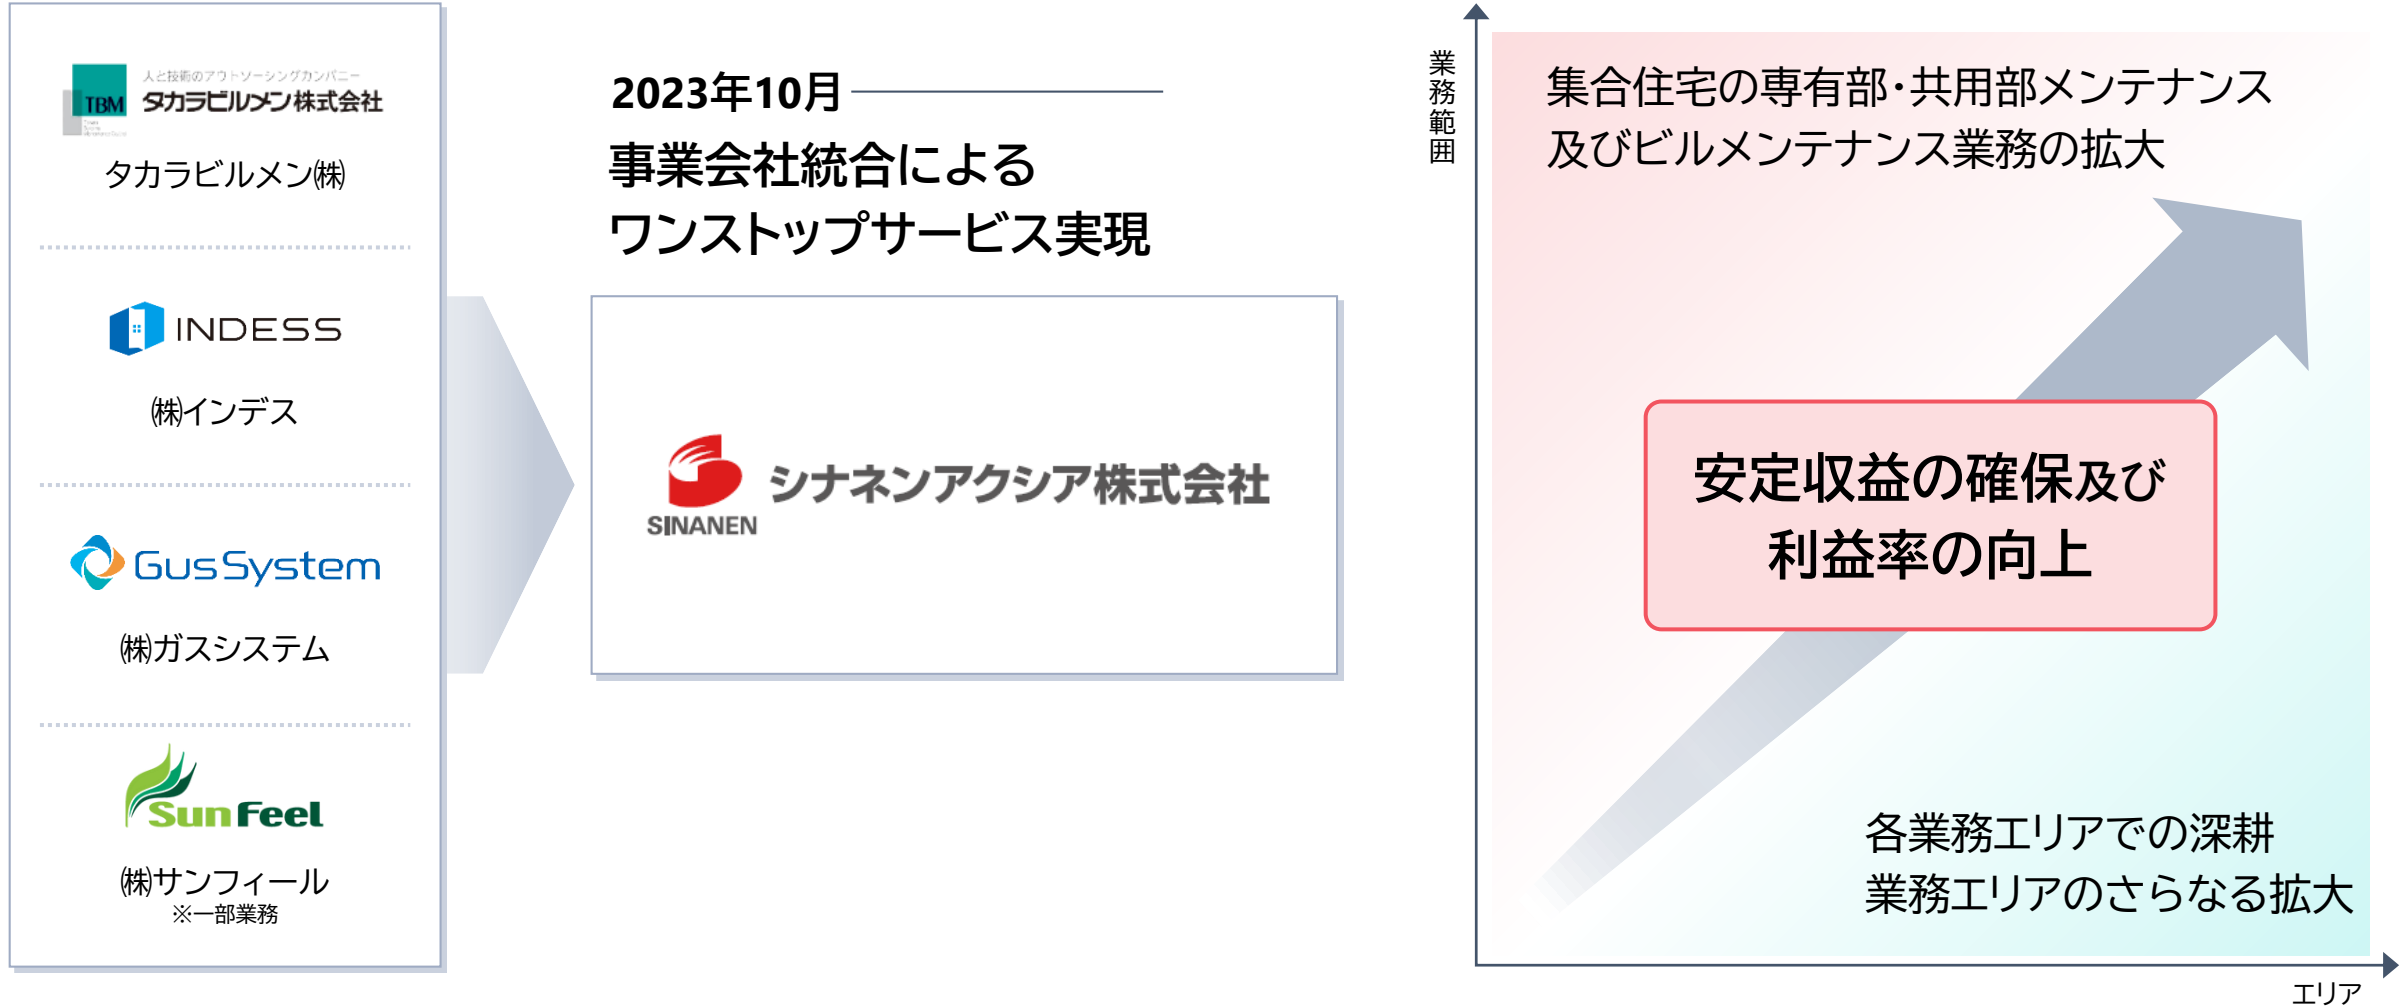 人と技術のアウトソーシングカンパニー
TBM
タカラビルメン株式会社
タカラビルメン㈱
INDESS
㈱インデス
GusSystem
㈱ガスシステム
Sun Feel
㈱サンフィール
※一部業務
2023年10月
事業会社統合による
ワンストップサービス実現
SINANEN
シナネンアクシア株式会社
業務範囲
集合住宅の専有部・共用部メンテナンス
及びビルメンテナンス業務の拡大
安定収益の確保及び
利益率の向上
各業務エリアでの深耕
業務エリアのさらなる拡大
エリア